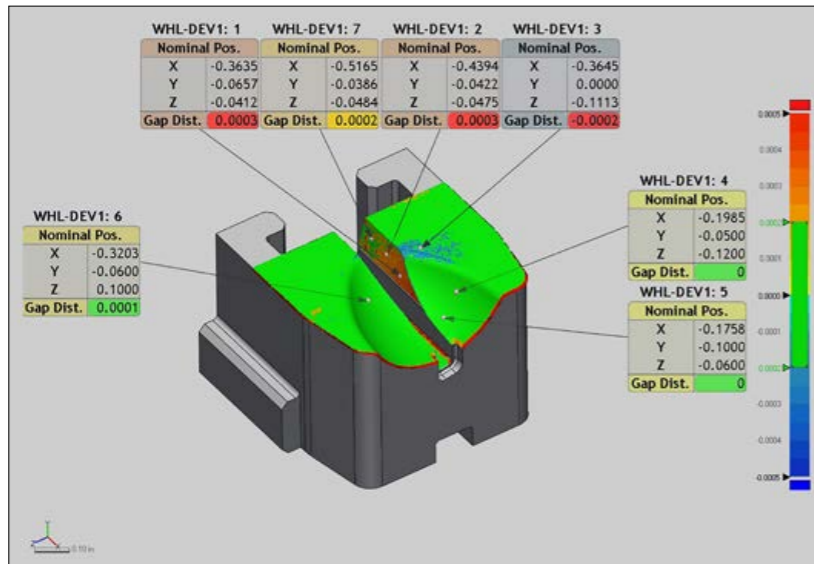 WHL-DEV1: 1
Nominal Pos.
X -0.3635
Y -0.0657
Z -0.0412
Gap Dist. 0.0003
WHL-DEV1: 7
Nominal Pos.
X -0.5165
Y -0.0386
Z -0.0484
Gap Dist. 0.0002
WHL-DEV1: 2
Nominal Pos.
X -0.4394
Y -0.0422
Z -0.0475
Gap Dist. 0.0003
WHL-DEV1: 3
Nominal Pos.
X -0.3645
Y 0.0000
Z -0.1113
Gap Dist. -0.0002
WHL-DEV1: 6
Nominal Pos.
X -0.3203
Y -0.0600
Z 0.1000
Gap Dist. 0.0001
WHL-DEV1: 4
Nominal Pos.
X -0.1985
Y -0.0500
Z -0.1200
Gap Dist. 0
WHL-DEV1: 5
Nominal Pos.
X -0.1758
Y -0.1000
Z -0.0600
Gap Dist. 0
0.0005
0.0004
0.0003
0.0002
0.0001
0.0000
-0.0001
-0.0002
-0.0003
-0.0004
-0.0005
Y
Z X
0.10 in